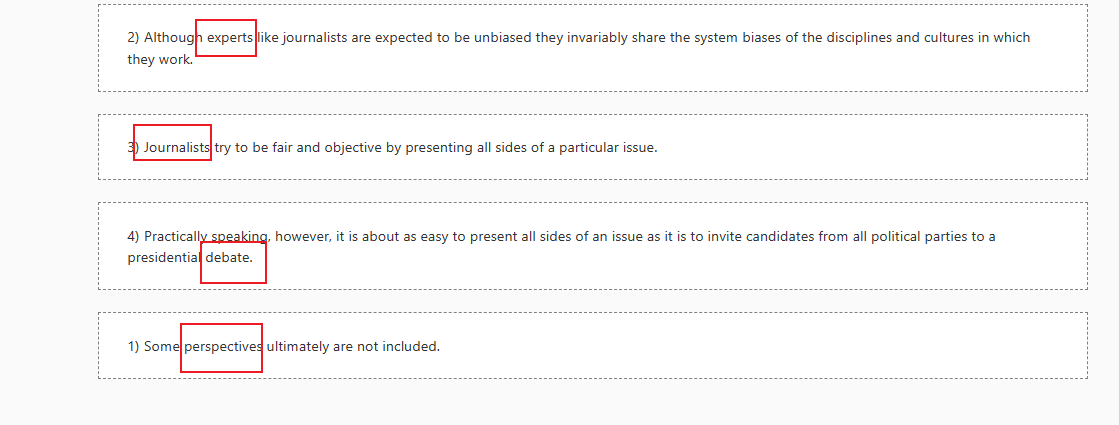 2) Although experts like journalists are expected to be unbiased they invariably share the system biases of the disciplines and cultures in which
they work.
3) Journalists try to be fair and objective by presenting all sides of a particular issue.
4) Practically speaking, however, it is about as easy to present all sides of an issue as it is to invite candidates from all political parties to a
presidential debate.
1) Some perspectives ultimately are not included.